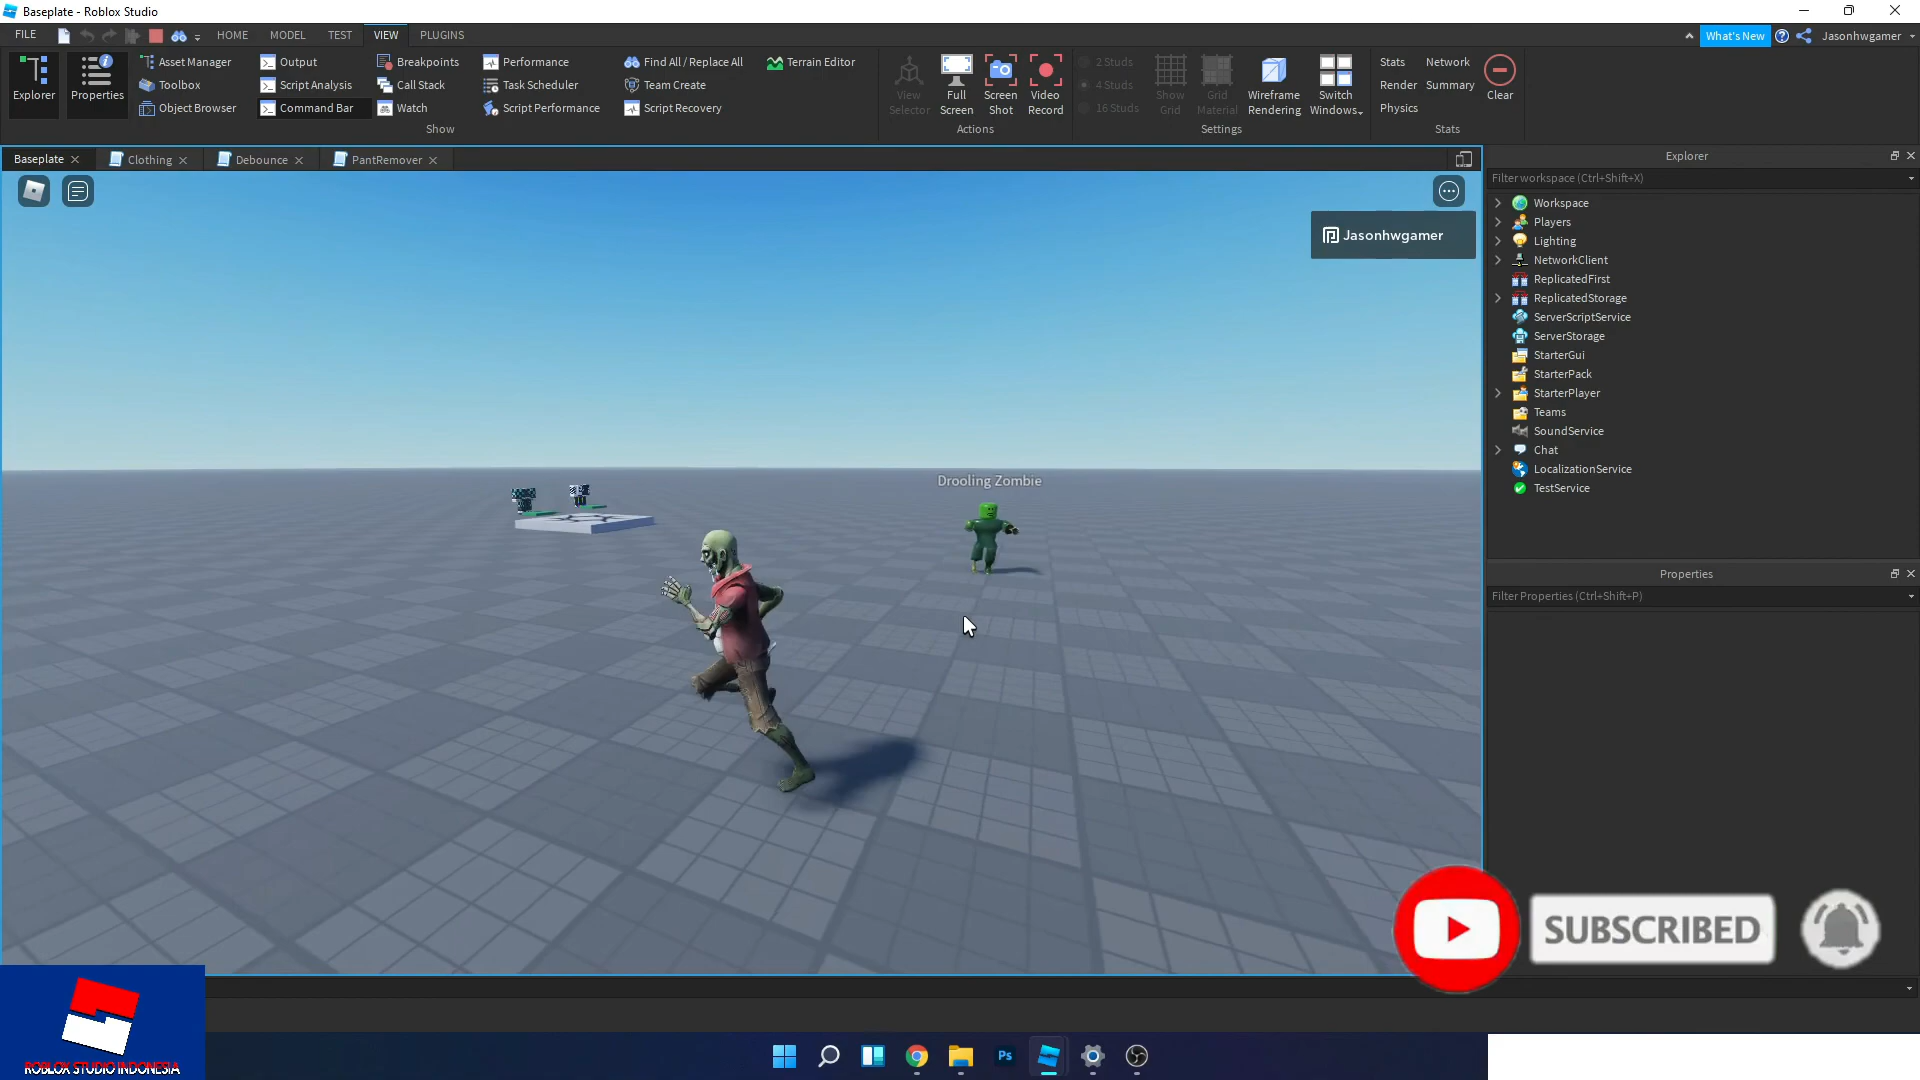 Baseplate - Roblox Studio
FILE HOME MODEL TEST VIEW PLUGINS What's New Jasonhwgamer
Explorer
Properties
Asset Manager
Toolbox
Object Browser
Output
Script Analysis
Command Bar
Breakpoints
Call Stack
Watch
Performance
Task Scheduler
Script Performance
Find All / Replace All
Team Create
Script Recovery
Terrain Editor
Show
View
Selector
Full
Screen
Screen
Shot
Video
Record
Actions
2 Studs
4 Studs
16 Studs
Show
Grid
Grid
Material
Wireframe
Rendering
Switch
Windows
Settings
Stats
Render
Physics
Network
Summary
Clear
Stats
Baseplate Clothing Debounce PantRemover
Jasonhwgamer
Drooling Zombie
Explorer
Filter workspace (Ctrl+Shift+X)
Workspace
Players
Lighting
NetworkClient
ReplicatedFirst
ReplicatedStorage
ServerScriptService
ServerStorage
StarterGui
StarterPack
StarterPlayer
Teams
SoundService
Chat
LocalizationService
TestService
Properties
Filter Properties (Ctrl+Shift+P)
SUBSCRIBED
ROBLOX STUDIO INDONESIA
Ps